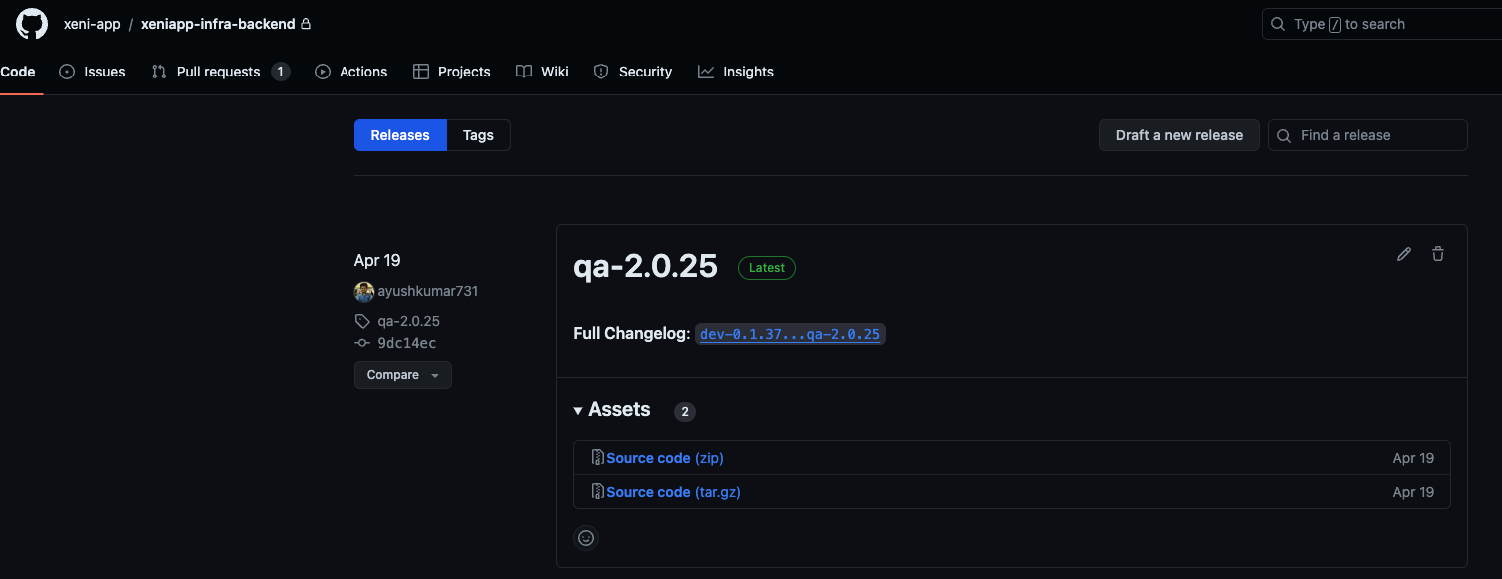 xeni-app / xeniapp-infra-backend
Type / to search
Code Issues Pull requests 1 Actions Projects Wiki Security Insights
Releases Tags
Draft a new release
Find a release
Apr 19
ayushkumar731
qa-2.0.25
9dc14ec
Compare
qa-2.0.25 Latest
Full Changelog: dev-0.1.37...qa-2.0.25
Assets 2
Source code (zip) Apr 19
Source code (tar.gz) Apr 19